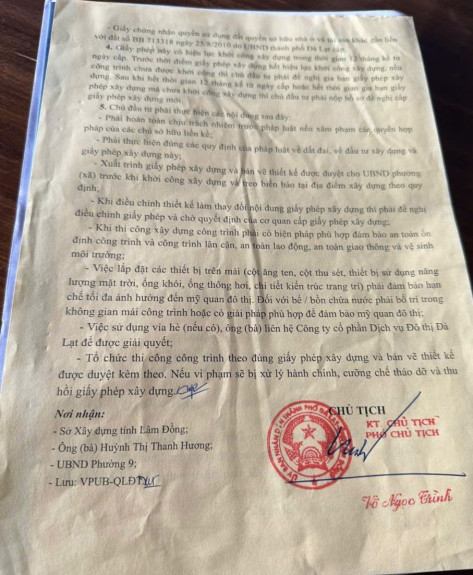 - Giấy chứng nhận quyền sử dụng đất quyền sở hữu nhà ở và tài sản khác gắn liền
với đất số BB 713318 ngày 25/8/2010 do UBND thành phố Đà Lạt cấp.
4. Giấy phép này có hiệu lực khởi công xây dựng trong thời gian 12 tháng kể từ
ngày cấp. Trước thời điểm giấy phép xây dựng hết hiệu lực khởi công xây dựng, nếu
công trình chưa được khởi công thì chủ đầu tư phải đề nghị gia hạn giấy phép xây
dựng. Sau khi hết thời gian 12 tháng kể từ ngày cấp hoặc hết thời gian gia hạn giấy
phép xây dựng mà chưa khởi công xây dựng thì chủ đầu tư phải nộp hồ sơ đề nghị cấp
giấy phép xây dựng mới.
5. Chủ đầu tư phải thực hiện các nội dung sau đây:
- Phải hoàn toàn chịu trách nhiệm trước pháp luật nếu xâm phạm các quyền hợp
pháp của các chủ sở hữu liền kề;
- Phải thực hiện đúng các quy định của pháp luật về đất đai, về đầu tư xây dựng và
giấy phép xây dựng này;
- Xuất trình giấy phép xây dựng và bản vẽ thiết kế được duyệt cho UBND phường
(xã) trước khi khởi công xây dựng và treo biển báo tại địa điểm xây dựng theo quy
định;
- Khi điều chỉnh thiết kế làm thay đổi nội dung giấy phép xây dựng thì phải đề nghị
điều chỉnh giấy phép và chờ quyết định của cơ quan cấp giấy phép xây dựng;
- Khi thi công xây dựng công trình phải có biện pháp phù hợp đảm bảo an toàn ổn
định công trình và công trình lân cận, an toàn lao động, an toàn giao thông và vệ sinh
môi trường;
- Việc lắp đặt các thiết bị trên mái (cột ăng ten, cột thu sét, thiết bị sử dụng năng
lượng mặt trời, ống khói, ống thông hơi, chi tiết kiến trúc trang trí) phải đảm bảo hạn
chế tối đa ảnh hưởng đến mỹ quan đô thị. Đối với bể / bồn chứa nước phải bố trí trong
không gian mái công trình hoặc có giải pháp phù hợp để đảm bảo mỹ quan đô thị;
- Việc sử dụng vỉa hè (nếu có), ông (bà) liên hệ Công ty cổ phần Dịch vụ Đô thị Đà
Lạt để được giải quyết;
- Tổ chức thi công công trình theo đúng giấy phép xây dựng và bản vẽ thiết kế
được duyệt kèm theo. Nếu vi phạm sẽ bị xử lý hành chính, cưỡng chế tháo dỡ và thu
hồi giấy phép xây dựng.
Nơi nhận:
- Sở Xây dựng tỉnh Lâm Đồng;
- Ông (bà) Huỳnh Thị Thanh Hương;
- UBND Phường 9;
- Lưu: VPUB-QLĐT
CHỦ TỊCH
KT. CHỦ TỊCH
PHÓ CHỦ TỊCH
Võ Ngọc Trình